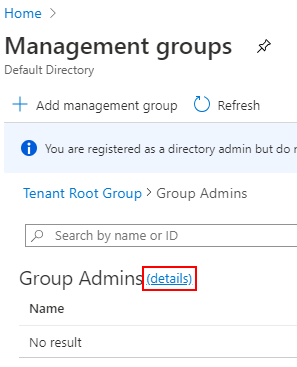 Home >
Management groups
Default Directory
+ Add management group Refresh
You are registered as a directory admin but do
Tenant Root Group > Group Admins
Search by name or ID
Group Admins (details)
Name
No result